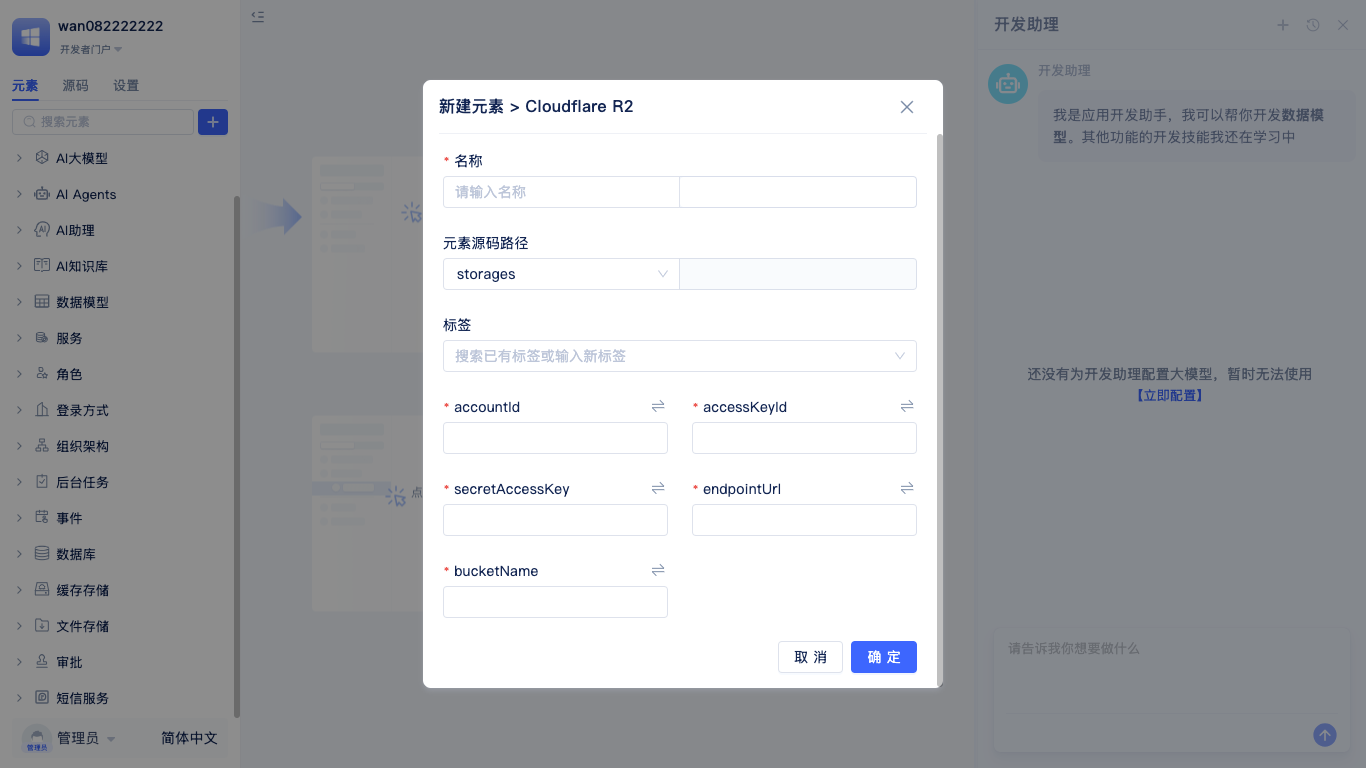 wan082222222
开发者门户
元素 源码 设置
搜索元素
AI大模型
AI Agents
AI助理
AI知识库
数据模型
服务
角色
登录方式
组织架构
后台任务
事件
数据库
缓存存储
文件存储
审批
短信服务
管理员
管理员 简体中文
点
新建元素 > Cloudflare R2
* 名称
请输入名称
元素源码路径
storages
标签
搜索已有标签或输入新标签
* accountId * accessKeyId
* secretAccessKey * endpointUrl
* bucketName
取 消 确 定
开发助理
开发助理
我是应用开发助手，我可以帮你开发数据模
型。其他功能的开发技能我还在学习中
还没有为开发助理配置大模型，暂时无法使用
【立即配置】
请告诉我你想要做什么